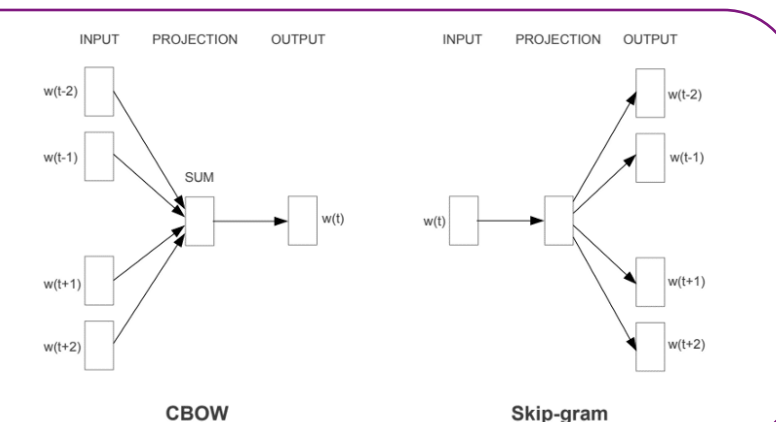 INPUT PROJECTION OUTPUT
w(t-2)
w(t-1)
SUM
w(t)
w(t+1)
w(t+2)
CBOW
INPUT PROJECTION OUTPUT
w(t-2)
w(t-1)
w(t)
w(t+1)
w(t+2)
Skip-gram